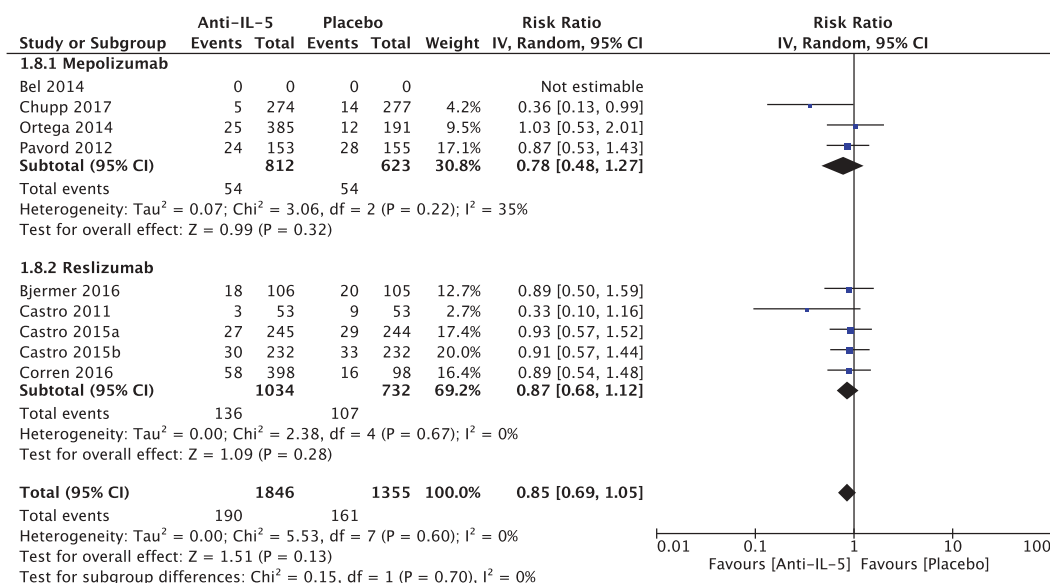 Anti-IL-5 Placebo Risk Ratio Risk Ratio
Study or Subgroup Events Total Events Total Weight IV, Random, 95% CI IV, Random, 95% CI
1.8.1 Mepolizumab
Bel 2014 0 0 0 0 Not estimable
Chupp 2017 5 274 14 277 4.2% 0.36 [0.13, 0.99]
Ortega 2014 25 385 12 191 9.5% 1.03 [0.53, 2.01]
Pavord 2012 24 153 28 155 17.1% 0.87 [0.53, 1.43]
Subtotal (95% CI) 812 623 30.8% 0.78 [0.48, 1.27]
Total events 54 54
Heterogeneity: Tau² = 0.07; Chi² = 3.06, df = 2 (P = 0.22); I² = 35%
Test for overall effect: Z = 0.99 (P = 0.32)
1.8.2 Reslizumab
Bjermer 2016 18 106 20 105 12.7% 0.89 [0.50, 1.59]
Castro 2011 3 53 9 53 2.7% 0.33 [0.10, 1.16]
Castro 2015a 27 245 29 244 17.4% 0.93 [0.57, 1.52]
Castro 2015b 30 232 33 232 20.0% 0.91 [0.57, 1.44]
Corren 2016 58 398 16 98 16.4% 0.89 [0.54, 1.48]
Subtotal (95% CI) 1034 732 69.2% 0.87 [0.68, 1.12]
Total events 136 107
Heterogeneity: Tau² = 0.00; Chi² = 2.38, df = 4 (P = 0.67); I² = 0%
Test for overall effect: Z = 1.09 (P = 0.28)
Total (95% CI) 1846 1355 100.0% 0.85 [0.69, 1.05]
Total events 190 161
Heterogeneity: Tau² = 0.00; Chi² = 5.53, df = 7 (P = 0.60); I² = 0%
Test for overall effect: Z = 1.51 (P = 0.13)
Test for subgroup differences: Chi² = 0.15, df = 1 (P = 0.70), I² = 0%
0.01 0.1 1 10 100
Favours [Anti-IL-5] Favours [Placebo]